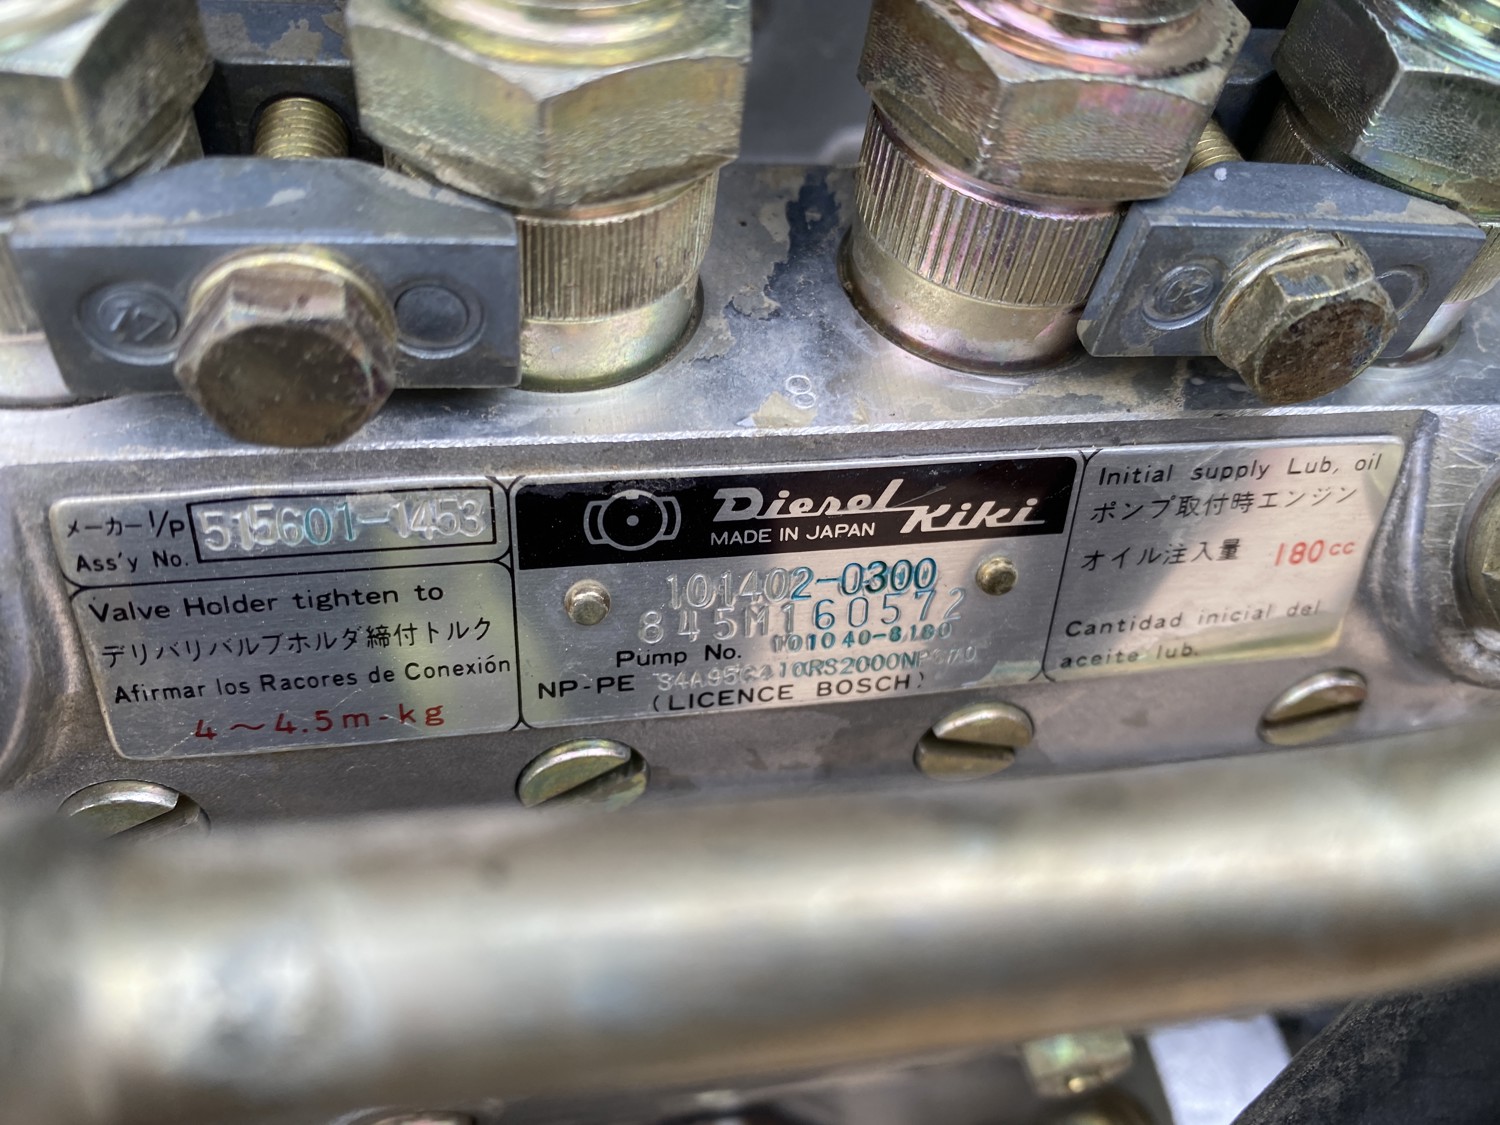 8
メーカーI/P
Ass'y No.
515601-1453
Valve Holder tighten to
デリバリバルブホルダ締付トルク
Afirmar los Racores de Conexión
4～4.5m-kg
Diesel Kiki
MADE IN JAPAN
101402-0300
845M160572
Pump No. 101040-8180
NP-PE
(LICENCE BOSCH)
Initial supply Lub, oil
ポンプ取付時エンジン
オイル注入量 180cc
Cantidad inicial del
aceite lub.